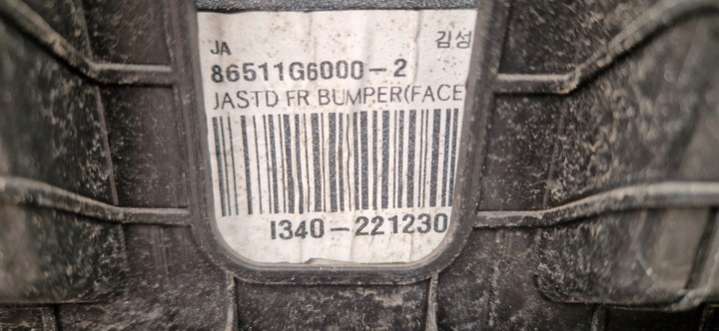 JA 김성
86511G6000-2
JASTD FR BUMPER(FACE
I340-221230